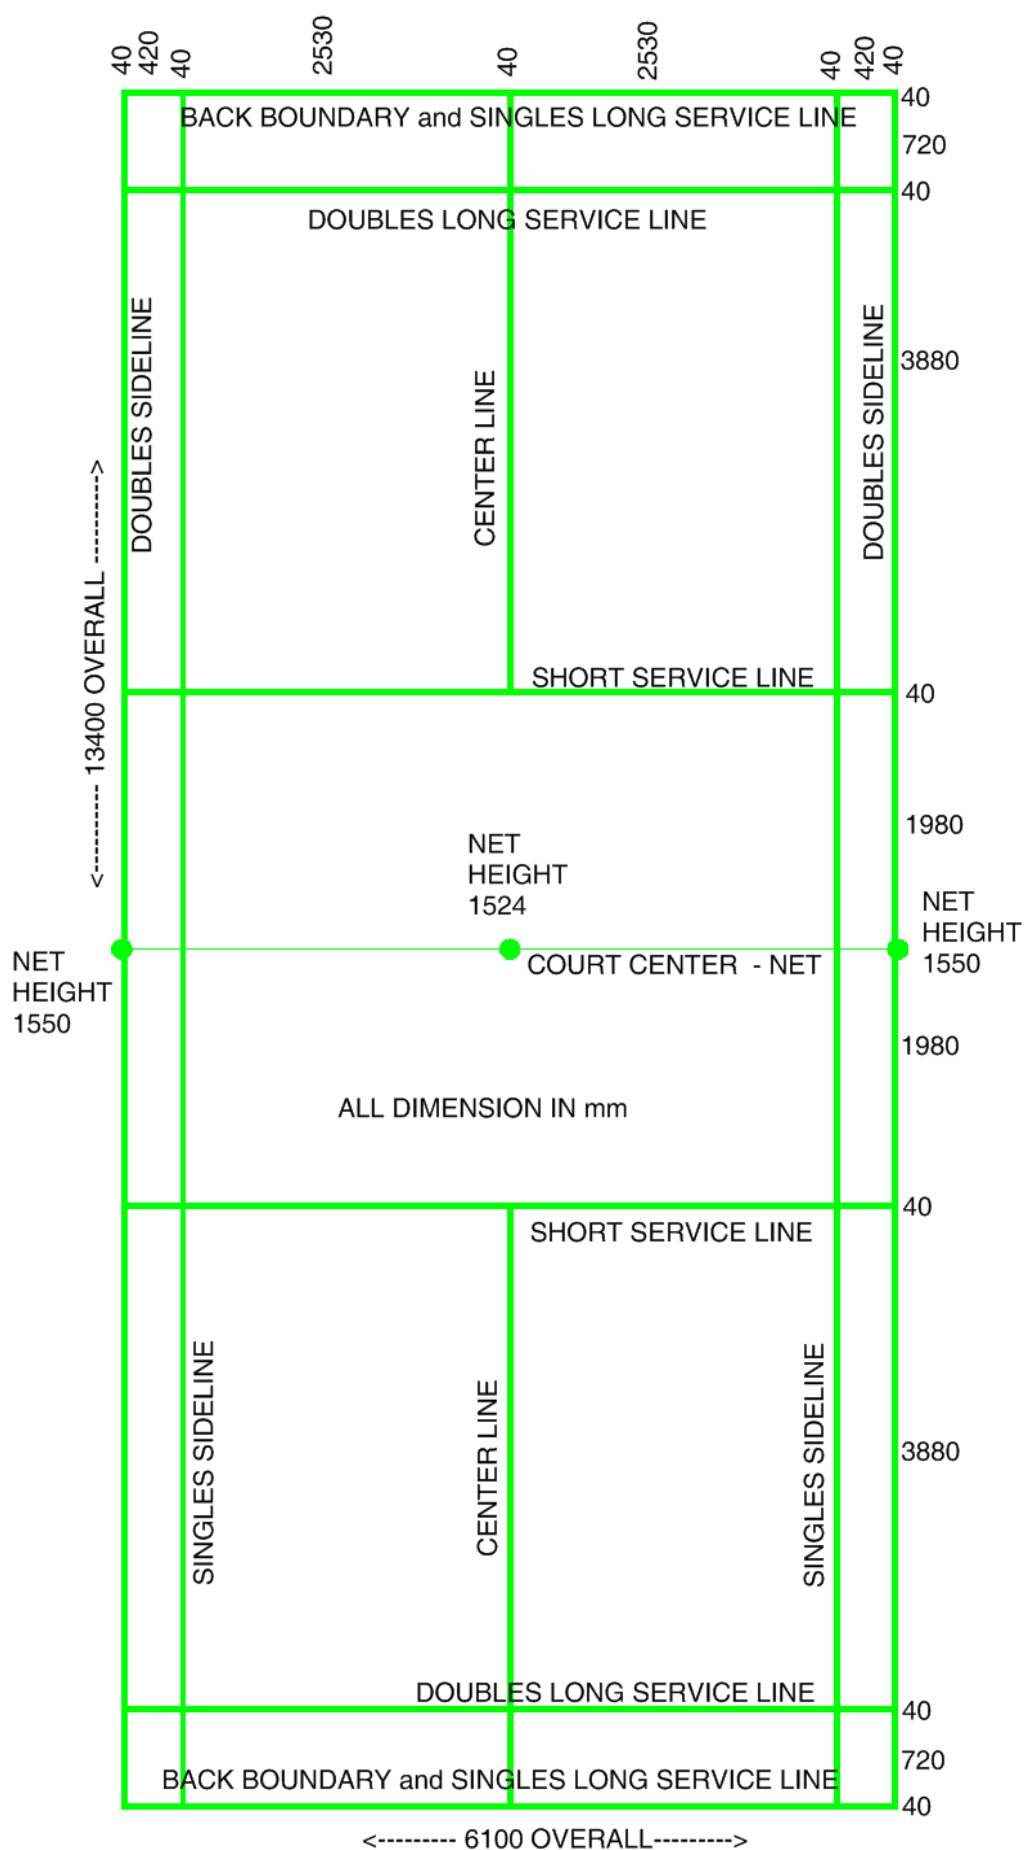 40 420 40 2530 40 2530 40 420 40
40
BACK BOUNDARY and SINGLES LONG SERVICE LINE
720
40
DOUBLES LONG SERVICE LINE
DOUBLES SIDELINE
CENTER LINE
DOUBLES SIDELINE
3880
<--------- 13400 OVERALL ---------->
SHORT SERVICE LINE
40
1980
NET
HEIGHT
1524
NET
HEIGHT
1550
COURT CENTER - NET
NET
HEIGHT
1550
1980
ALL DIMENSION IN mm
40
SHORT SERVICE LINE
SINGLES SIDELINE
CENTER LINE
SINGLES SIDELINE
3880
DOUBLES LONG SERVICE LINE
40
720
BACK BOUNDARY and SINGLES LONG SERVICE LINE
40
<--------- 6100 OVERALL--------->